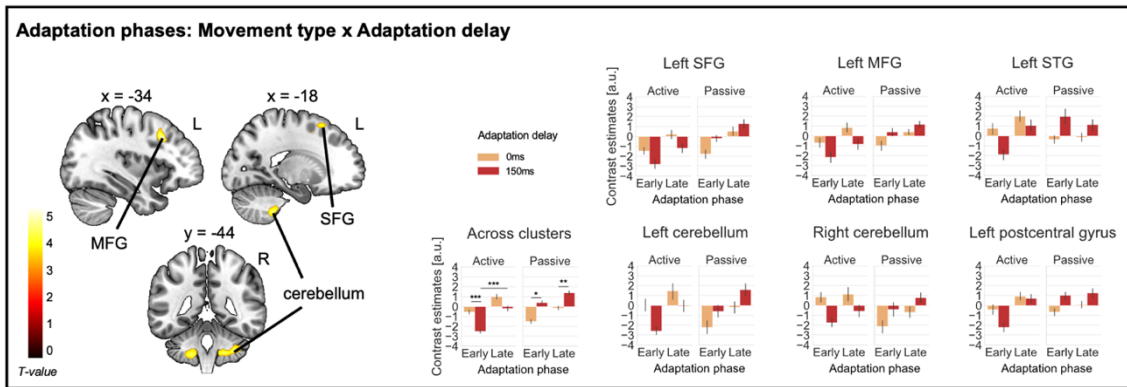 Adaptation phases: Movement type x Adaptation delay
x = -34
x = -18
L
L
MFG
SFG
y = -44
R
cerebellum
5
4
3
2
1
0
T-value
Adaptation delay
0ms
150ms
Left SFG
Active
Passive
Contrast estimates [a.u.]
4
3
2
1
0
−1
−2
−3
−4
Early Late
Early Late
Adaptation phase
Left MFG
Active
Passive
4
3
2
1
0
−1
−2
−3
−4
Early Late
Early Late
Adaptation phase
Left STG
Active
Passive
4
3
2
1
0
−1
−2
−3
−4
Early Late
Early Late
Adaptation phase
Across clusters
Active
Passive
Contrast estimates [a.u.]
4
3
2
1
0
−1
−2
−3
−4
***
***
*
**
Early Late
Early Late
Adaptation phase
Left cerebellum
Active
Passive
4
3
2
1
0
−1
−2
−3
−4
Early Late
Early Late
Adaptation phase
Right cerebellum
Active
Passive
4
3
2
1
0
−1
−2
−3
−4
Early Late
Early Late
Adaptation phase
Left postcentral gyrus
Active
Passive
4
3
2
1
0
−1
−2
−3
−4
Early Late
Early Late
Adaptation phase